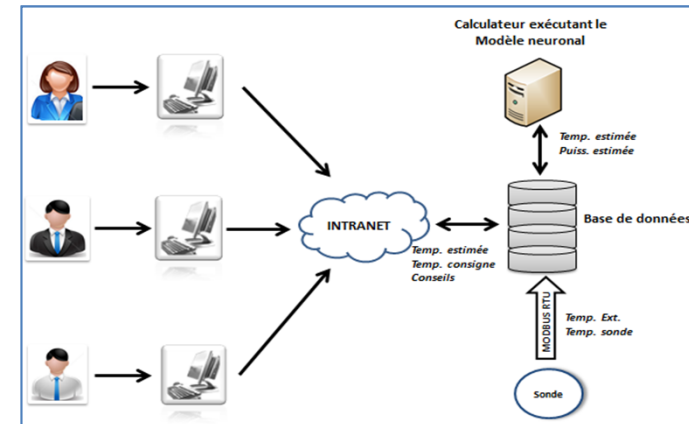 Calculateur exécutant le
Modèle neuronal
Temp. estimée
Puiss. estimée
INTRANET
Base de données
Temp. estimée
Temp. consigne
Conseils
MODBUS RTU
Temp. Ext.
Temp. sonde
Sonde